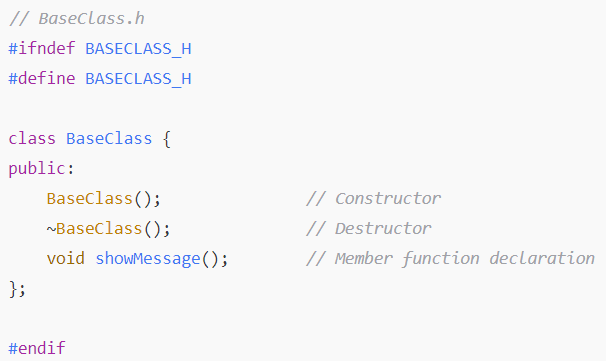 // BaseClass.h
#ifndef BASECLASS_H
#define BASECLASS_H

class BaseClass {
public:
    BaseClass();               // Constructor
    ~BaseClass();              // Destructor
    void showMessage();        // Member function declaration
};

#endif